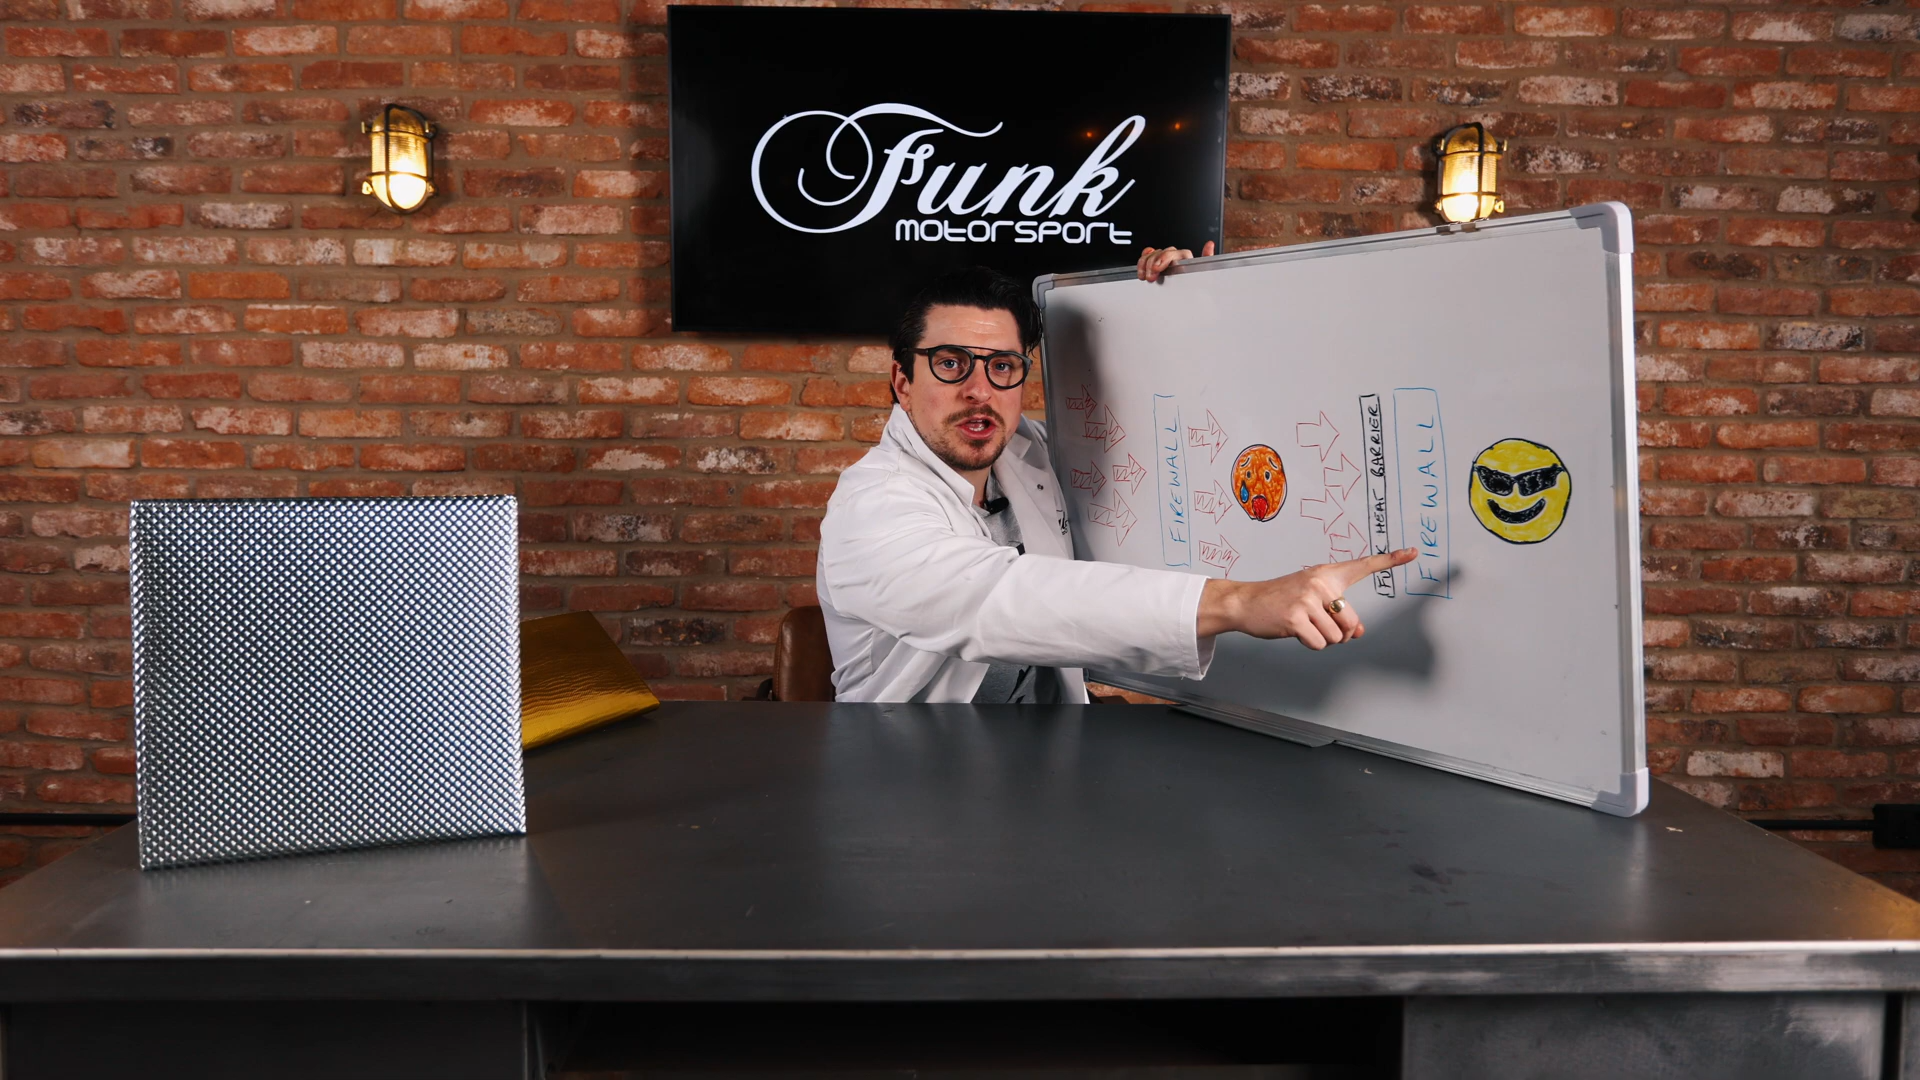 Funk
motorsport
FIREWALL
FUNK HEAT BARRIER
FIREWALL